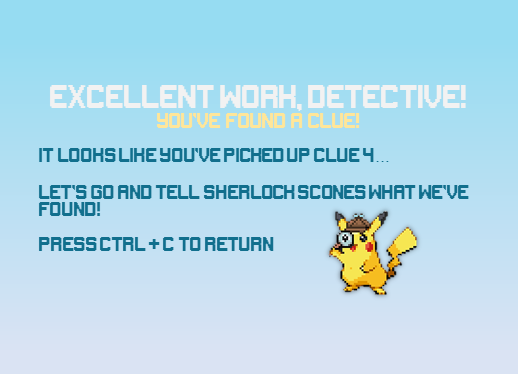 EXCELLENT WORK, DETECTIVE!
YOU'VE FOUND A CLUE!
IT LOOKS LIKE YOU'VE PICKED UP CLUE 4...
LET'S GO AND TELL SHERLOCK SCONES WHAT WE'VE
FOUND!
PRESS CTRL + C TO RETURN